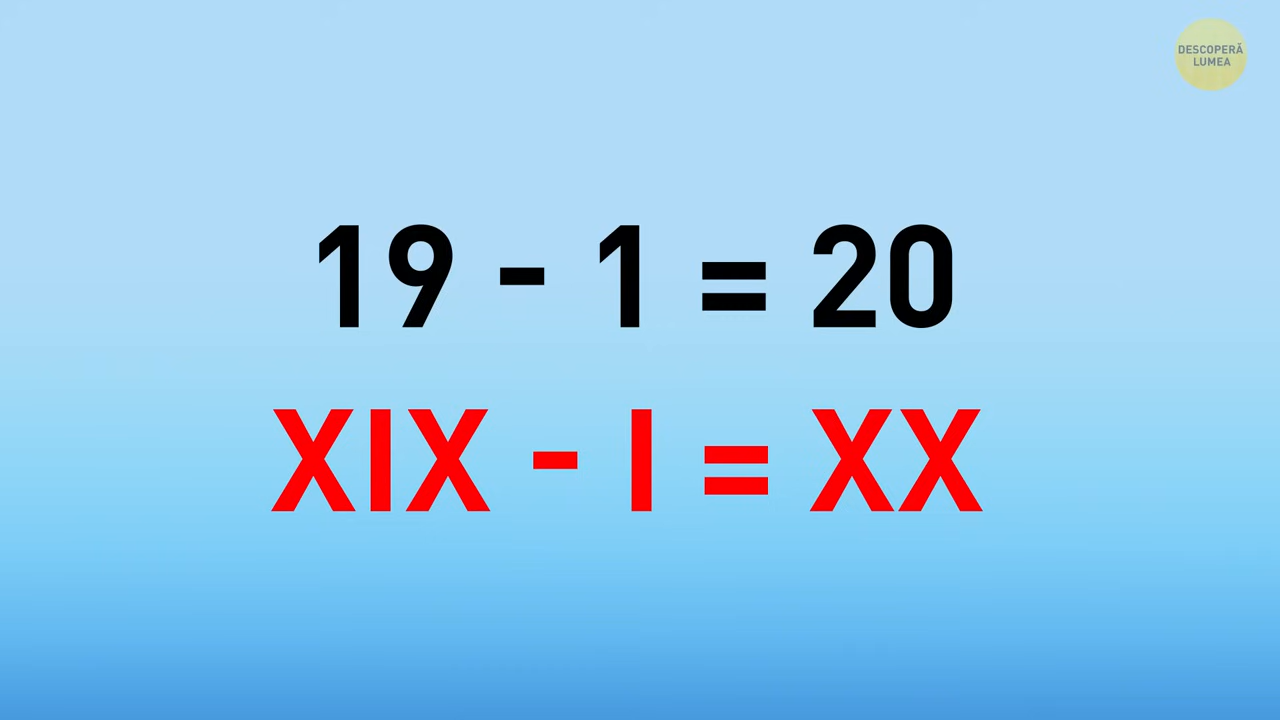 DESCOPERĂ
LUMEA
19 - 1 = 20
XIX - I = XX